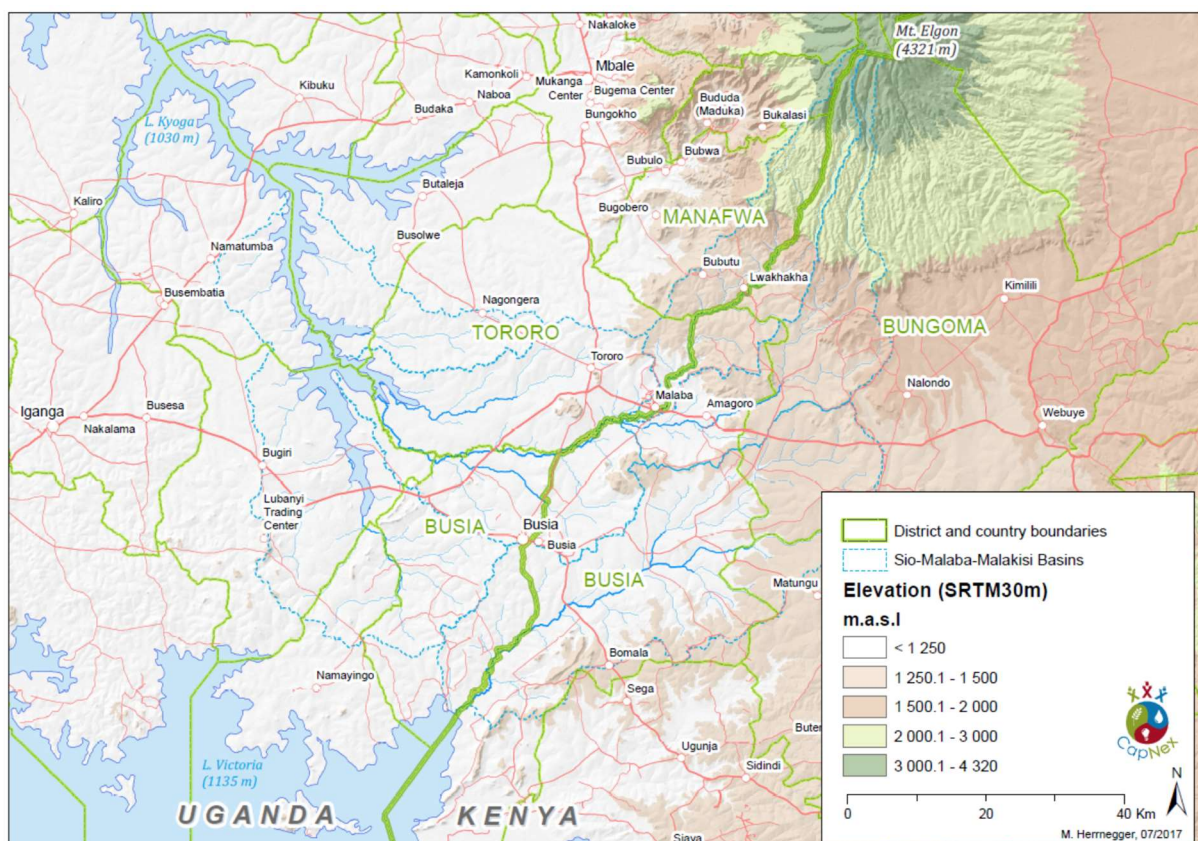 Nakaloke
Mt. Elgon
(4321 m)
Kamonkoli
Mbale
Kibuku
Mukanga
Center
Bugema Center
Naboa
Budaka
Bududa
(Maduka)
Bukalasi
L. Kyoga
(1030 m)
Bungokho
Bubwa
Bubulo
Butaleja
Kaliro
Bugobero
MANAFWA
Namatumba
Busolwe
Bubutu
Lwakhakha
Busembatia
Nagongera
Kimilili
TORORO
BUNGOMA
Tororo
Malaba
Nalondo
Iganga
Busesa
Amagoro
Webuye
Nakalama
Bugiri
Lubanyi
Trading
Center
BUSIA
Busia
Busia
BUSIA
Matungu
Bomala
Namayingo
Sega
Buter
Ugunja
Sidindi
L. Victoria
(1135 m)
UGANDA
KENYA
Siaya
District and country boundaries
Sio-Malaba-Malakisi Basins
Elevation (SRTM30m)
m.a.s.l
< 1 250
1 250.1 - 1 500
1 500.1 - 2 000
2 000.1 - 3 000
3 000.1 - 4 320
CapNex
N
0 20 40 Km
M. Herrnegger, 07/2017